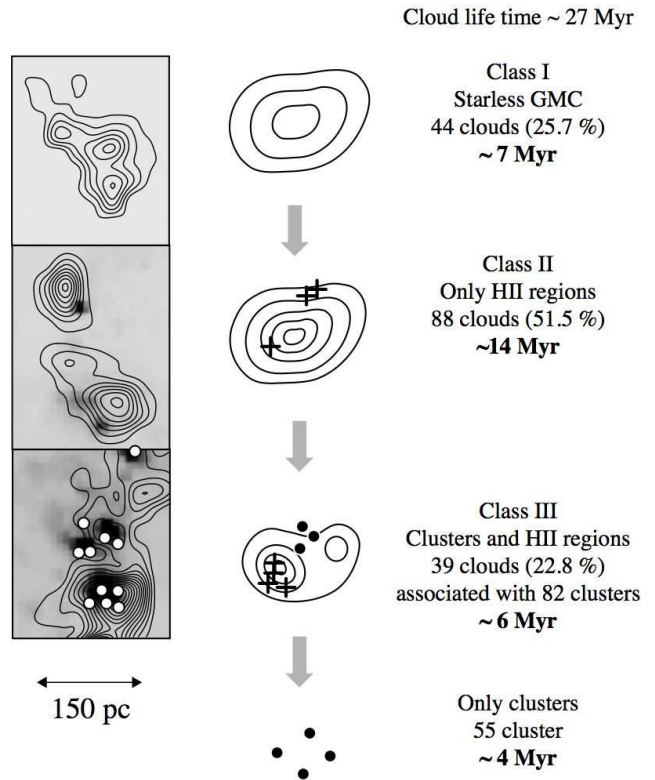 Cloud life time ~ 27 Myr
Class I
Starless GMC
44 clouds (25.7 %)
~ 7 Myr
Class II
Only HII regions
88 clouds (51.5 %)
~14 Myr
Class III
Clusters and HII regions
39 clouds (22.8 %)
associated with 82 clusters
~ 6 Myr
150 pc
Only clusters
55 cluster
~ 4 Myr